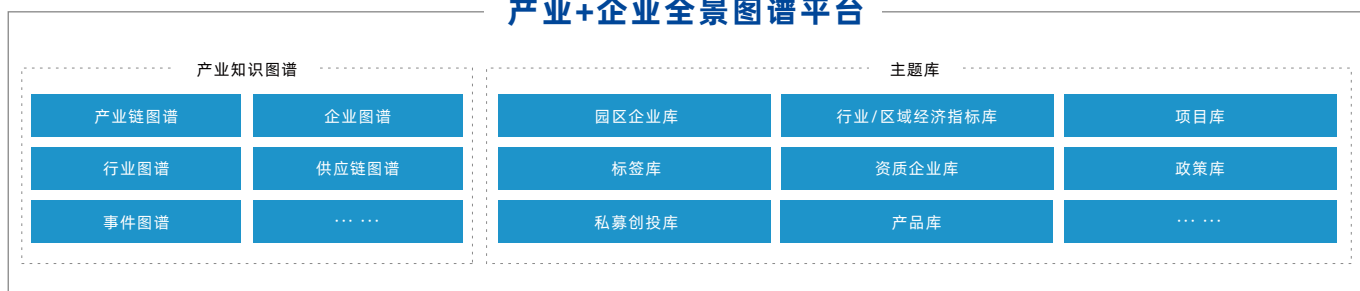 产业+企业全景图谱平台
产业知识图谱
产业链图谱
企业图谱
行业图谱
供应链图谱
事件图谱
… …
主题库
园区企业库
行业/区域经济指标库
项目库
标签库
资质企业库
政策库
私募创投库
产品库
… …